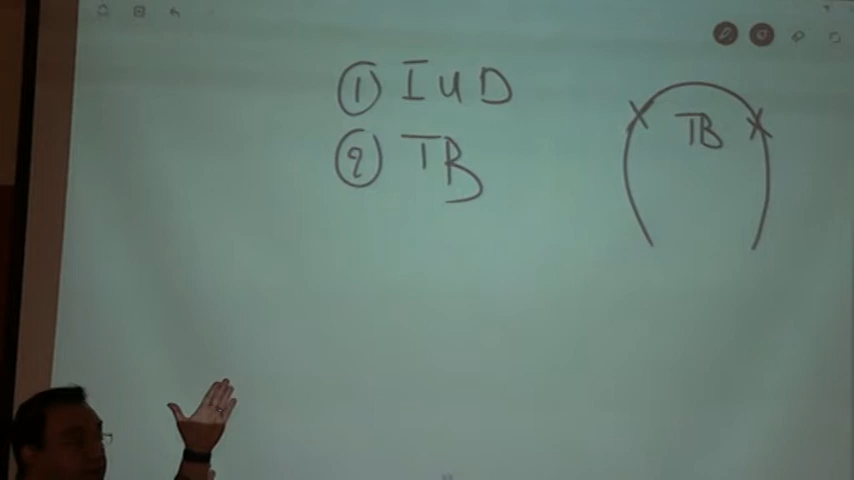 ① IUD
② TB
TB